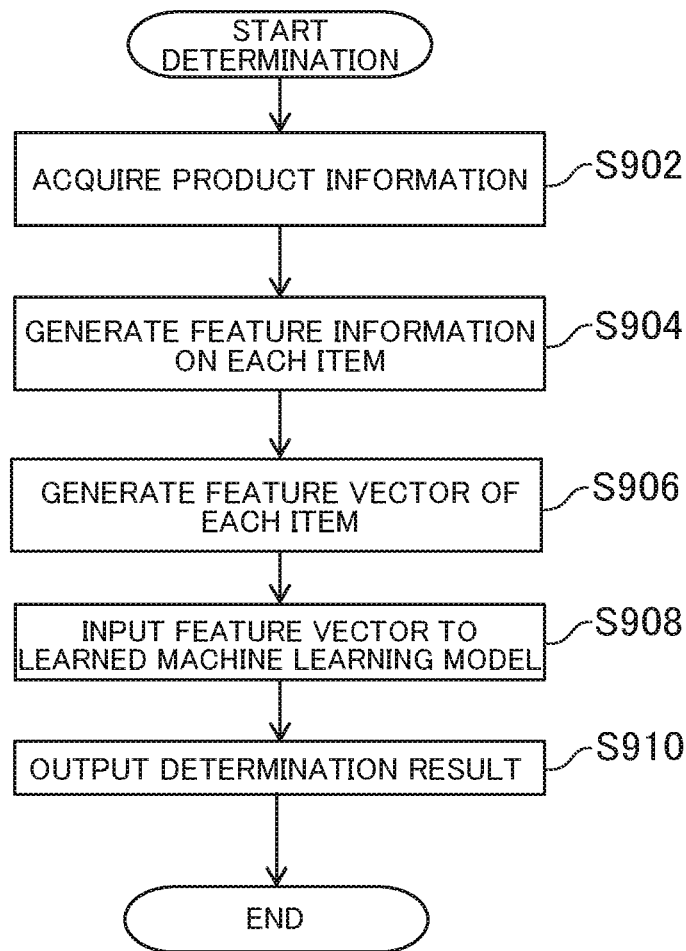 START
DETERMINATION
ACQUIRE PRODUCT INFORMATION
S902
GENERATE FEATURE INFORMATION
ON EACH ITEM
S904
GENERATE FEATURE VECTOR OF
EACH ITEM
S906
INPUT FEATURE VECTOR TO
LEARNED MACHINE LEARNING MODEL
S908
OUTPUT DETERMINATION RESULT
S910
END